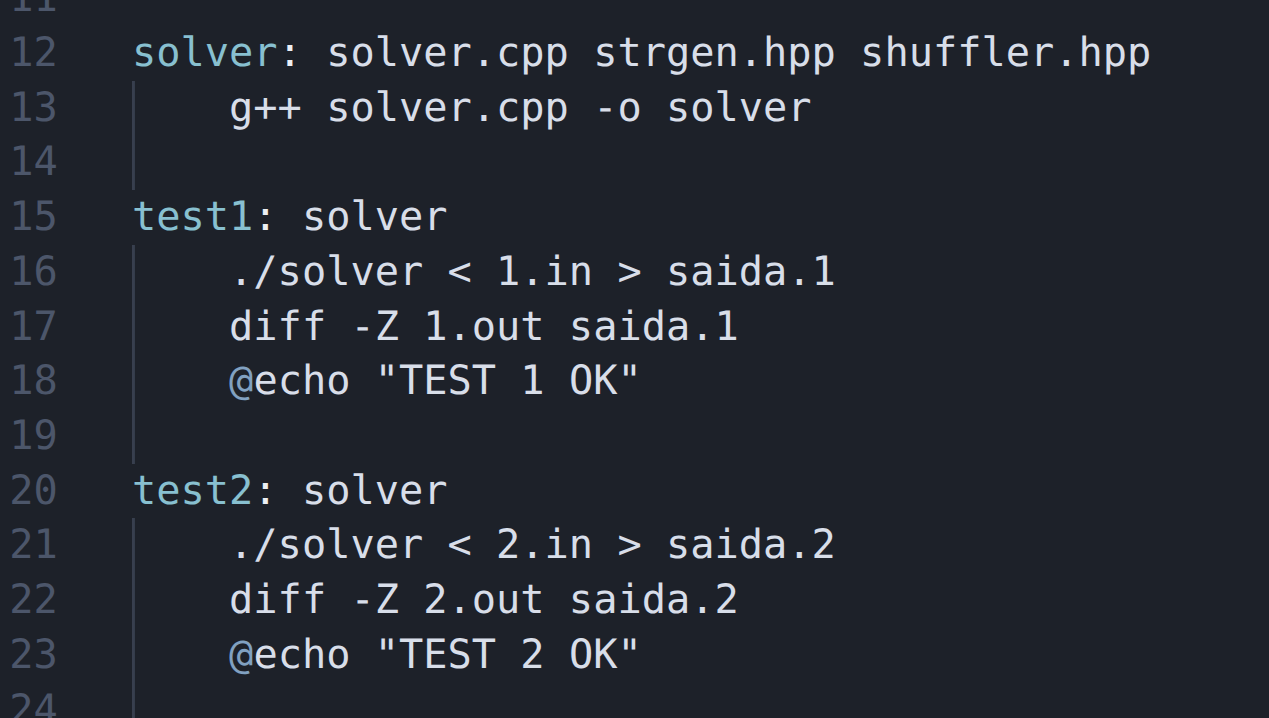 11
12 solver: solver.cpp strgen.hpp shuffler.hpp
13 g++ solver.cpp -o solver
14
15 test1: solver
16 ./solver < 1.in > saida.1
17 diff -Z 1.out saida.1
18 @echo "TEST 1 OK"
19
20 test2: solver
21 ./solver < 2.in > saida.2
22 diff -Z 2.out saida.2
23 @echo "TEST 2 OK"
24